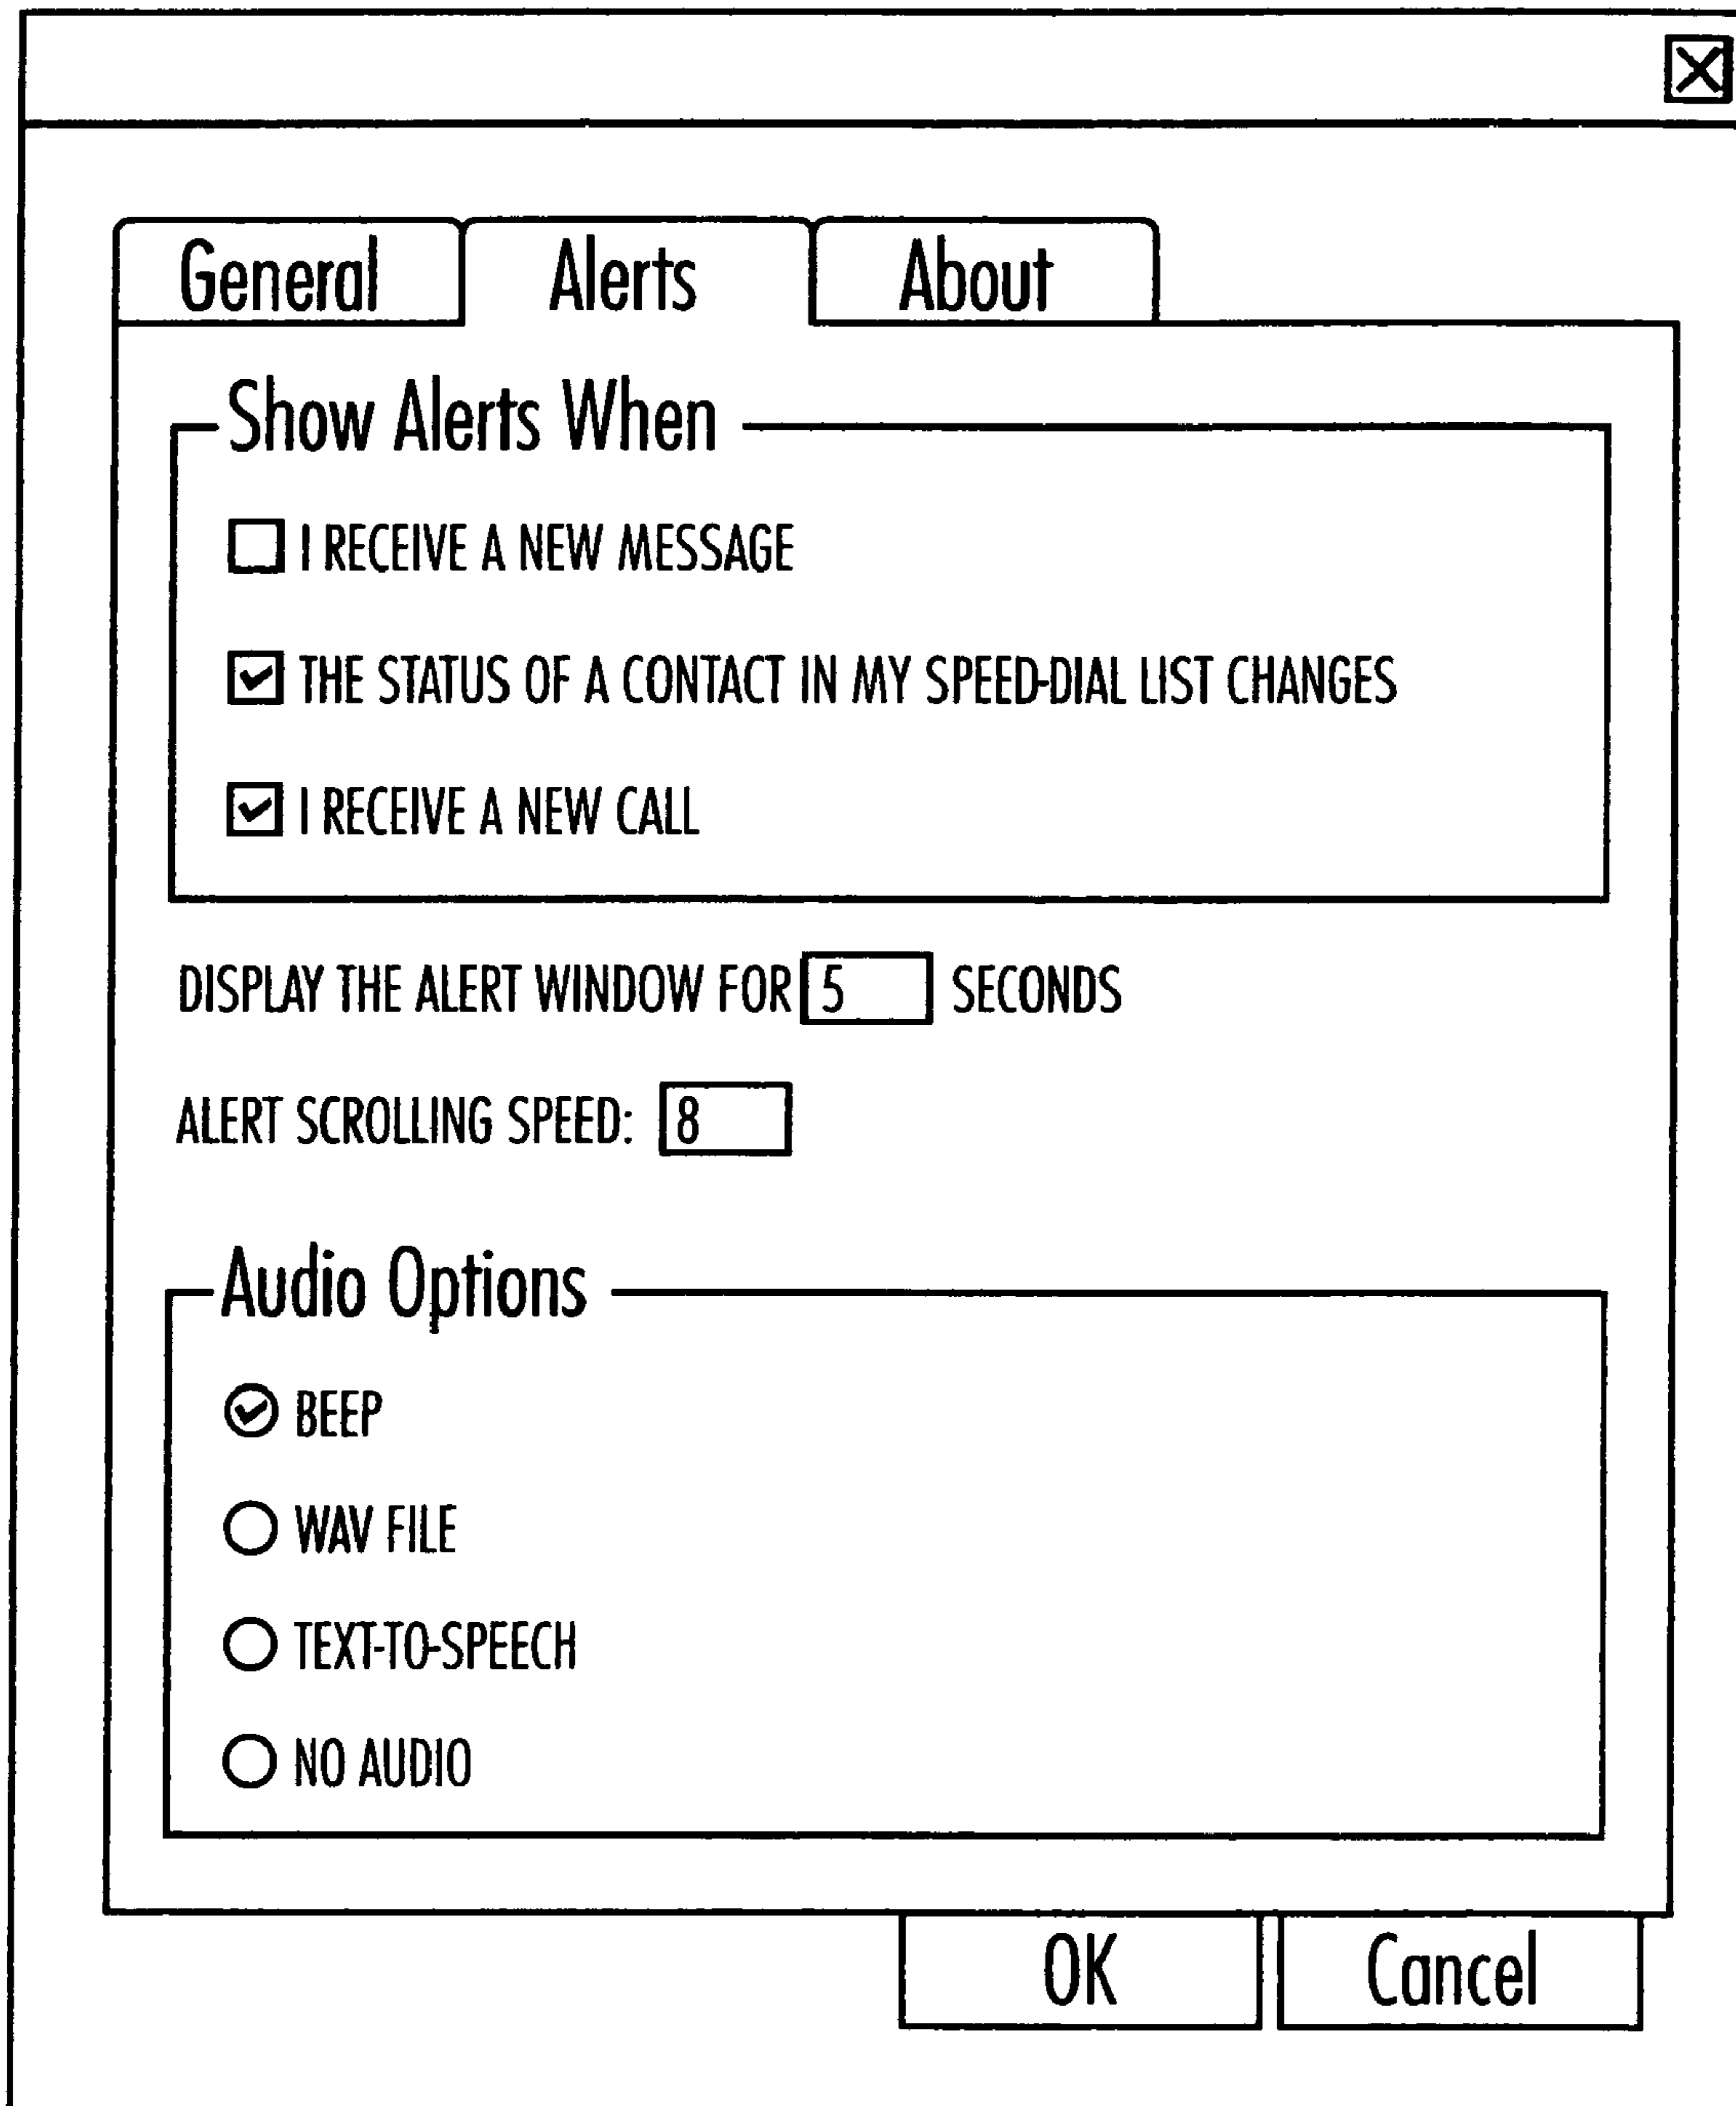 General Alerts About
Show Alerts When
I RECEIVE A NEW MESSAGE
THE STATUS OF A CONTACT IN MY SPEED-DIAL LIST CHANGES
I RECEIVE A NEW CALL
DISPLAY THE ALERT WINDOW FOR 5 SECONDS
ALERT SCROLLING SPEED: 8
Audio Options
BEEP
WAV FILE
TEXT-TO-SPEECH
NO AUDIO
OK Cancel